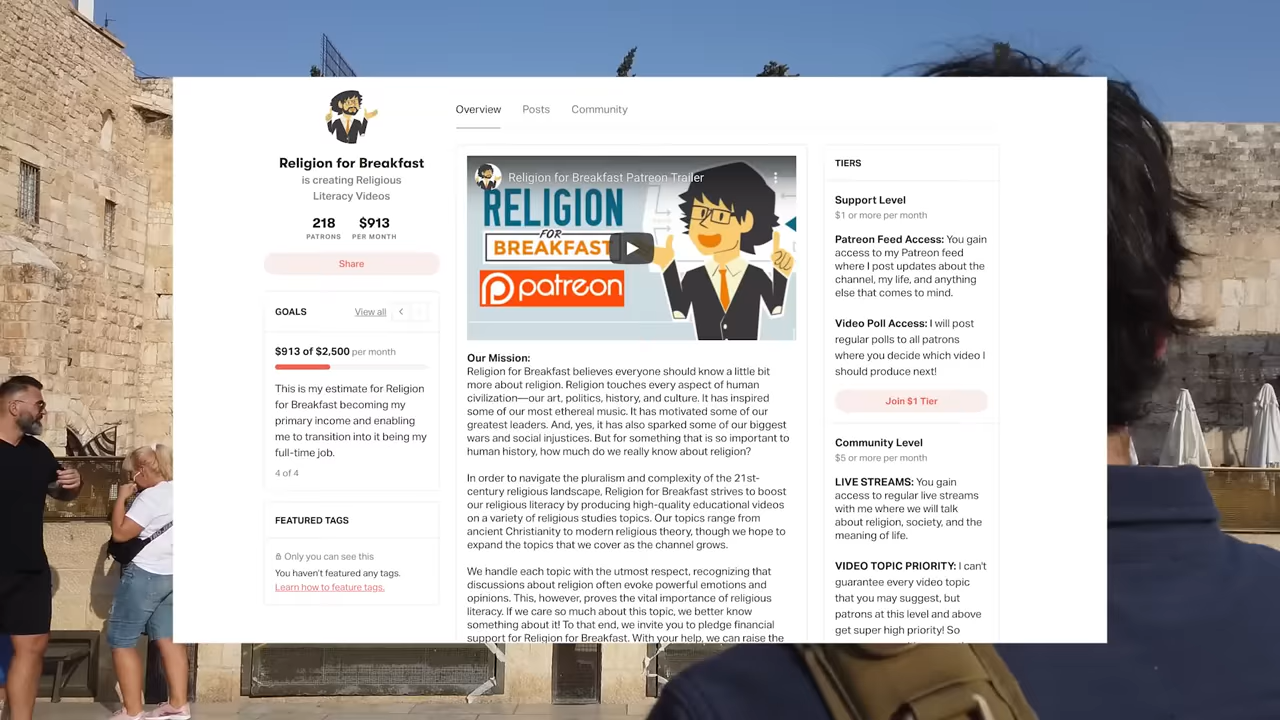 Religion for Breakfast
is creating Religious
Literacy Videos
218
$913
PATRONS
PER MONTH
Share
GOALS
View all
$913 of $2,500 per month
This is my estimate for Religion
for Breakfast becoming my
primary income and enabling
me to transition into it being my
full-time job.
4 of 4
FEATURED TAGS
Only you can see this
You haven't featured any tags.
Learn how to feature tags.
Overview
Posts
Community
Religion for Breakfast Patreon Trailer
RELIGION
FOR
BREAKFAST
patreon
Our Mission:
Religion for Breakfast believes everyone should know a little bit
more about religion. Religion touches every aspect of human
civilization—our art, politics, history, and culture. It has inspired
some of our most ethereal music. It has motivated some of our
greatest leaders. And, yes, it has also sparked some of our biggest
wars and social injustices. But for something that is so important to
human history, how much do we really know about religion?
In order to navigate the pluralism and complexity of the 21st-
century religious landscape, Religion for Breakfast strives to boost
our religious literacy by producing high-quality educational videos
on a variety of religious studies topics. Our topics range from
ancient Christianity to modern religious theory, though we hope to
expand the topics that we cover as the channel grows.
We handle each topic with the utmost respect, recognizing that
discussions about religion often evoke powerful emotions and
opinions. This, however, proves the vital importance of religious
literacy. If we care so much about this topic, we better know
something about it! To that end, we invite you to pledge financial
support for Religion for Breakfast. With your help, we can raise the
TIERS
Support Level
$1 or more per month
Patreon Feed Access: You gain
access to my Patreon feed
where I post updates about the
channel, my life, and anything
else that comes to mind.
Video Poll Access: I will post
regular polls to all patrons
where you decide which video I
should produce next!
Join $1 Tier
Community Level
$5 or more per month
LIVE STREAMS: You gain
access to regular live streams
with me where we will talk
about religion, society, and the
meaning of life.
VIDEO TOPIC PRIORITY: I can't
guarantee every video topic
that you may suggest, but
patrons at this level and above
get super high priority! So